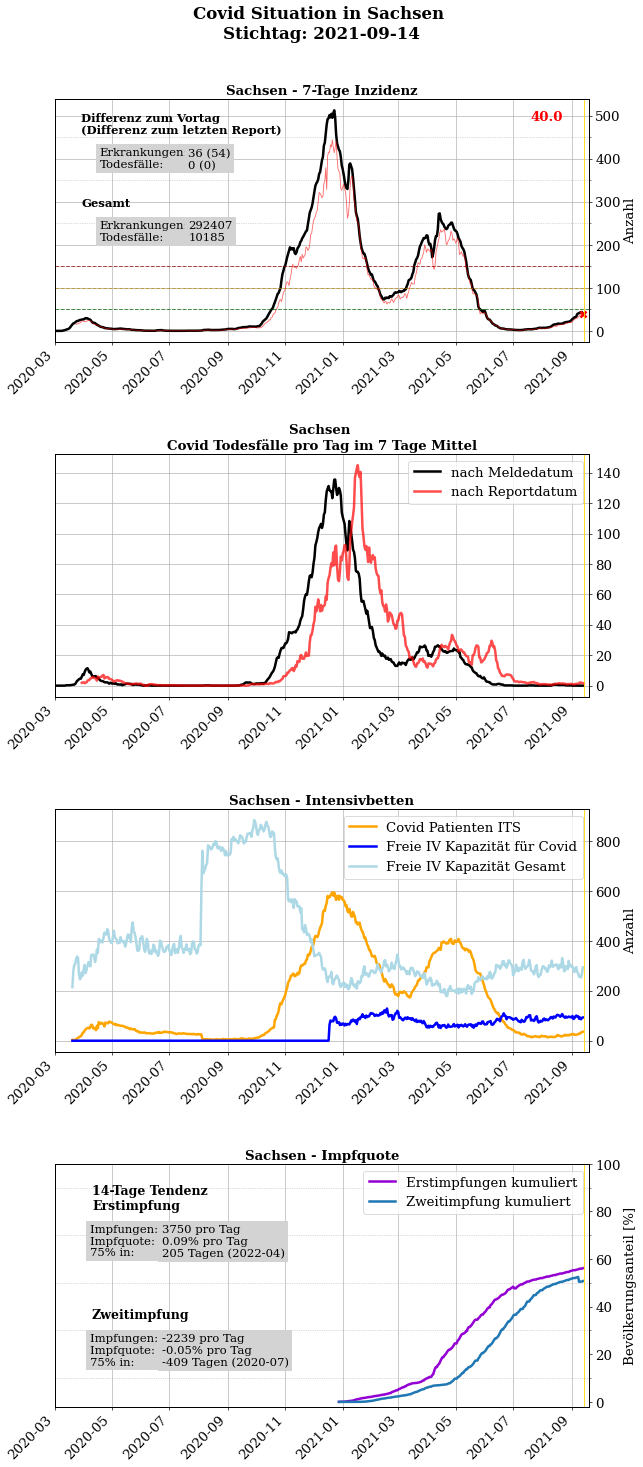 Covid Situation in Sachsen
Stichtag: 2021-09-14
Sachsen - 7-Tage Inzidenz
Differenz zum Vortag
(Differenz zum letzten Report)
40.0
Erkrankungen 36 (54)
Todesfälle: 0 (0)
Gesamt
Erkrankungen 292407
Todesfälle: 10185
500
400
300
200
100
0
Anzahl
2020-03
2020-05
2020-07
2020-09
2020-11
2021-01
2021-03
2021-05
2021-07
2021-09
Sachsen
Covid Todesfälle pro Tag im 7 Tage Mittel
nach Meldedatum
nach Reportdatum
140
120
100
80
60
40
20
0
2020-03
2020-05
2020-07
2020-09
2020-11
2021-01
2021-03
2021-05
2021-07
2021-09
Sachsen - Intensivbetten
Covid Patienten ITS
Freie IV Kapazität für Covid
Freie IV Kapazität Gesamt
800
600
400
200
0
Anzahl
2020-03
2020-05
2020-07
2020-09
2020-11
2021-01
2021-03
2021-05
2021-07
2021-09
Sachsen - Impfquote
14-Tage Tendenz
Erstimpfung
Impfungen: 3750 pro Tag
Impfquote: 0.09% pro Tag
75% in: 205 Tagen (2022-04)
Zweitimpfung
Impfungen: -2239 pro Tag
Impfquote: -0.05% pro Tag
75% in: -409 Tagen (2020-07)
Erstimpfungen kumuliert
Zweitimpfung kumuliert
100
80
60
40
20
0
Bevölkerungsanteil [%]
2020-03
2020-05
2020-07
2020-09
2020-11
2021-01
2021-03
2021-05
2021-07
2021-09